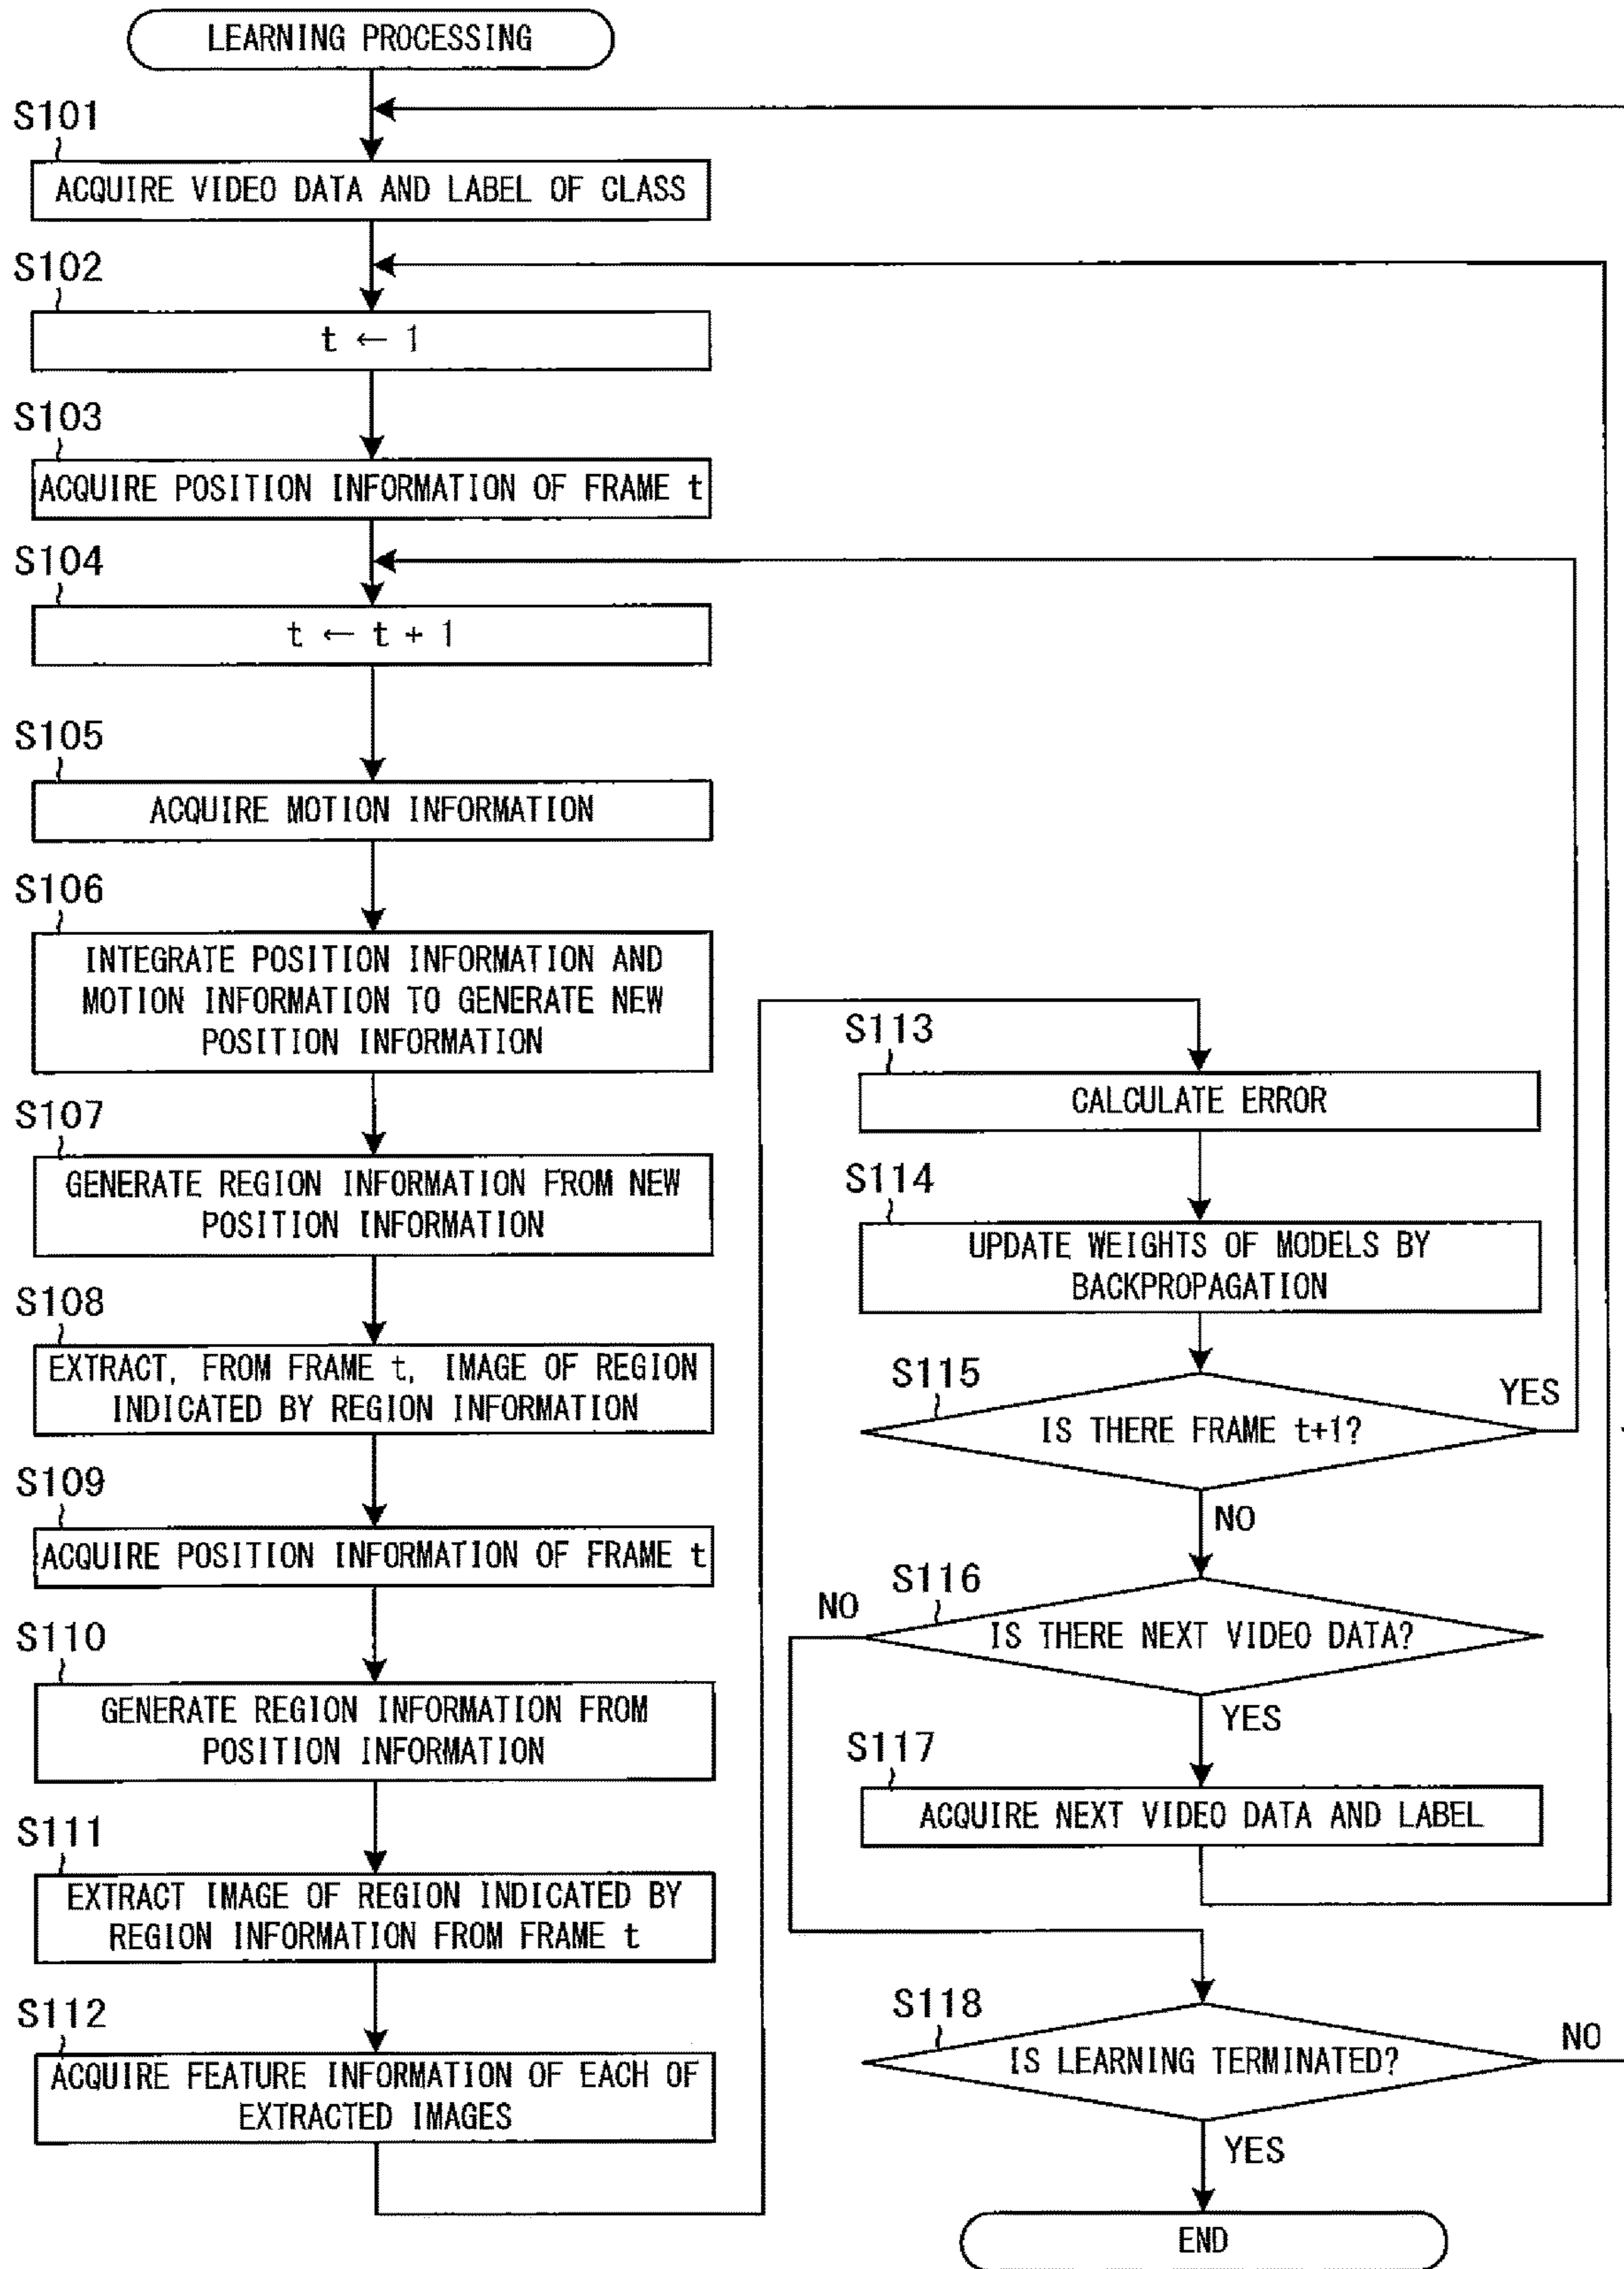 LEARNING PROCESSING
S101
ACQUIRE VIDEO DATA AND LABEL OF CLASS
S102
t ← 1
S103
ACQUIRE POSITION INFORMATION OF FRAME t
S104
t ← t + 1
S105
ACQUIRE MOTION INFORMATION
S106
INTEGRATE POSITION INFORMATION AND
MOTION INFORMATION TO GENERATE NEW
POSITION INFORMATION
S107
GENERATE REGION INFORMATION FROM NEW
POSITION INFORMATION
S108
EXTRACT, FROM FRAME t, IMAGE OF REGION
INDICATED BY REGION INFORMATION
S109
ACQUIRE POSITION INFORMATION OF FRAME t
S110
GENERATE REGION INFORMATION FROM
POSITION INFORMATION
S111
EXTRACT IMAGE OF REGION INDICATED BY
REGION INFORMATION FROM FRAME t
S112
ACQUIRE FEATURE INFORMATION OF EACH OF
EXTRACTED IMAGES
S113
CALCULATE ERROR
S114
UPDATE WEIGHTS OF MODELS BY
BACKPROPAGATION
S115
IS THERE FRAME t+1?
YES
NO
S116
IS THERE NEXT VIDEO DATA?
NO
YES
S117
ACQUIRE NEXT VIDEO DATA AND LABEL
S118
IS LEARNING TERMINATED?
NO
YES
END